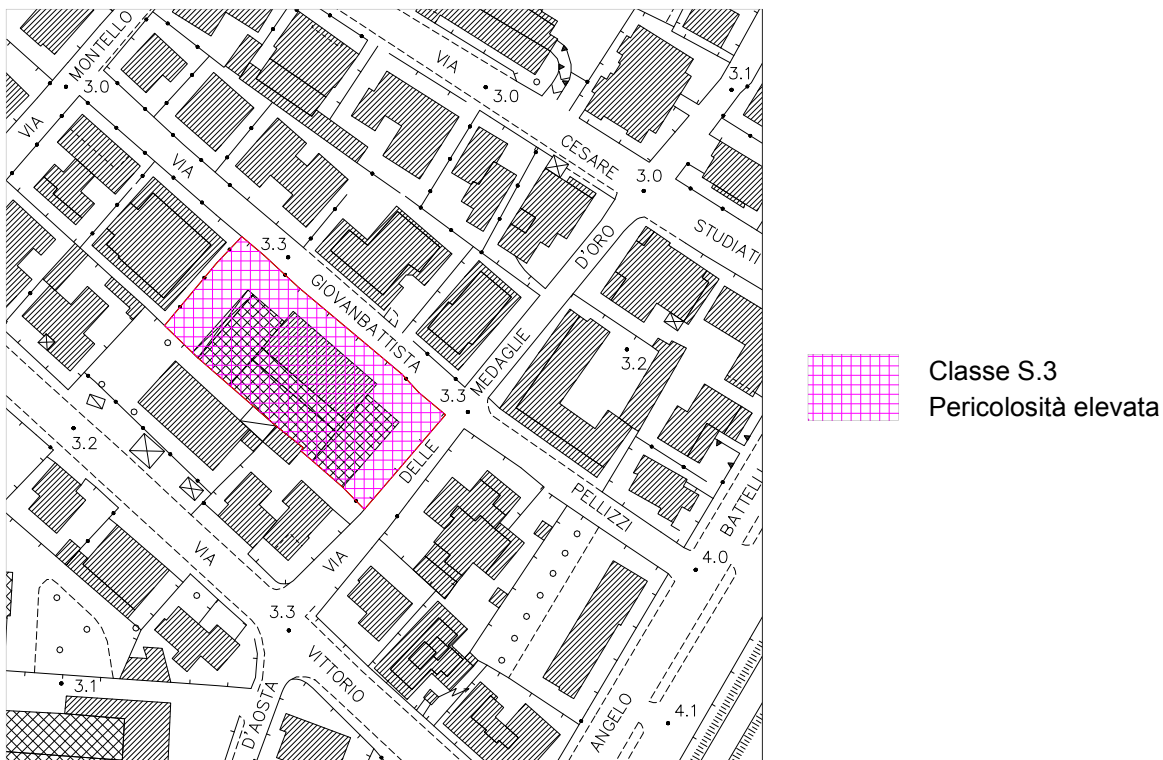 MONTELLO
VIA
3.0
VIA
VIA
3.0
CESARE
3.0
3.1
STUDIATI
3.3
GIOVANBATTISTA
D'ORO
MEDAGLIE
3.2
3.3
DELLE
VIA
PELLIZZI
BATTELLI
4.0
3.2
VIA
3.3
VITTORIO
3.1
D'AOSTA
ANGELO
4.1
Classe S.3
Pericolosità elevata